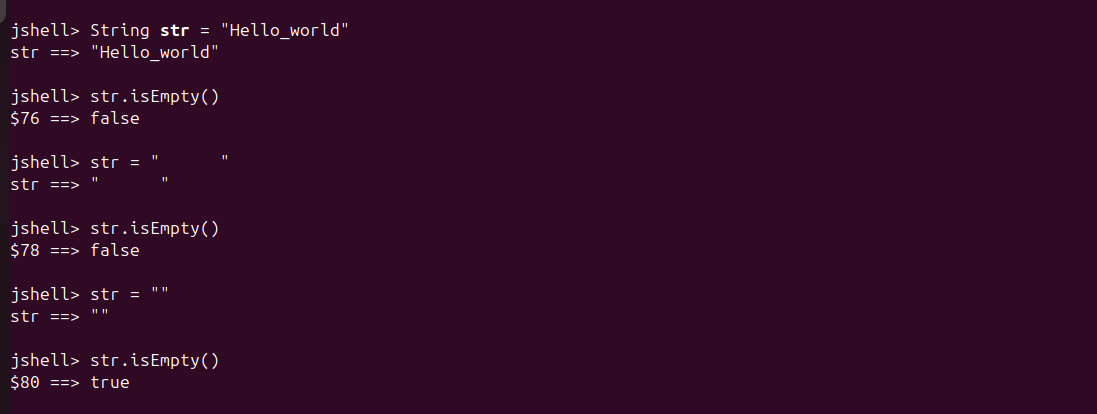 jshell> String str = "Hello_world"
str ==> "Hello_world"
jshell> str.isEmpty()
$76 ==> false
jshell> str = "      "
str ==> "      "
jshell> str.isEmpty()
$78 ==> false
jshell> str = ""
str ==> ""
jshell> str.isEmpty()
$80 ==> true